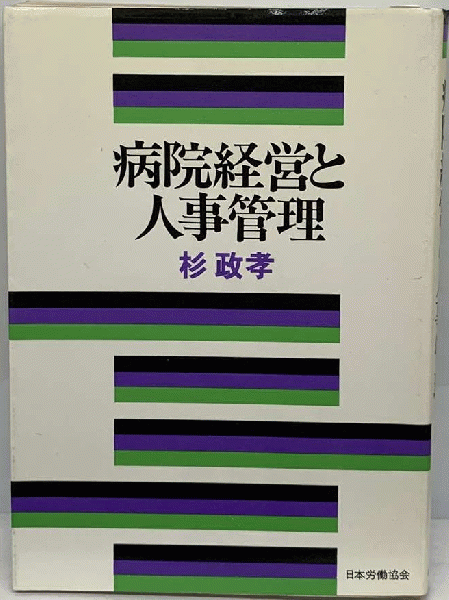 病院経営と
人事管理
杉 政孝
日本労働協会